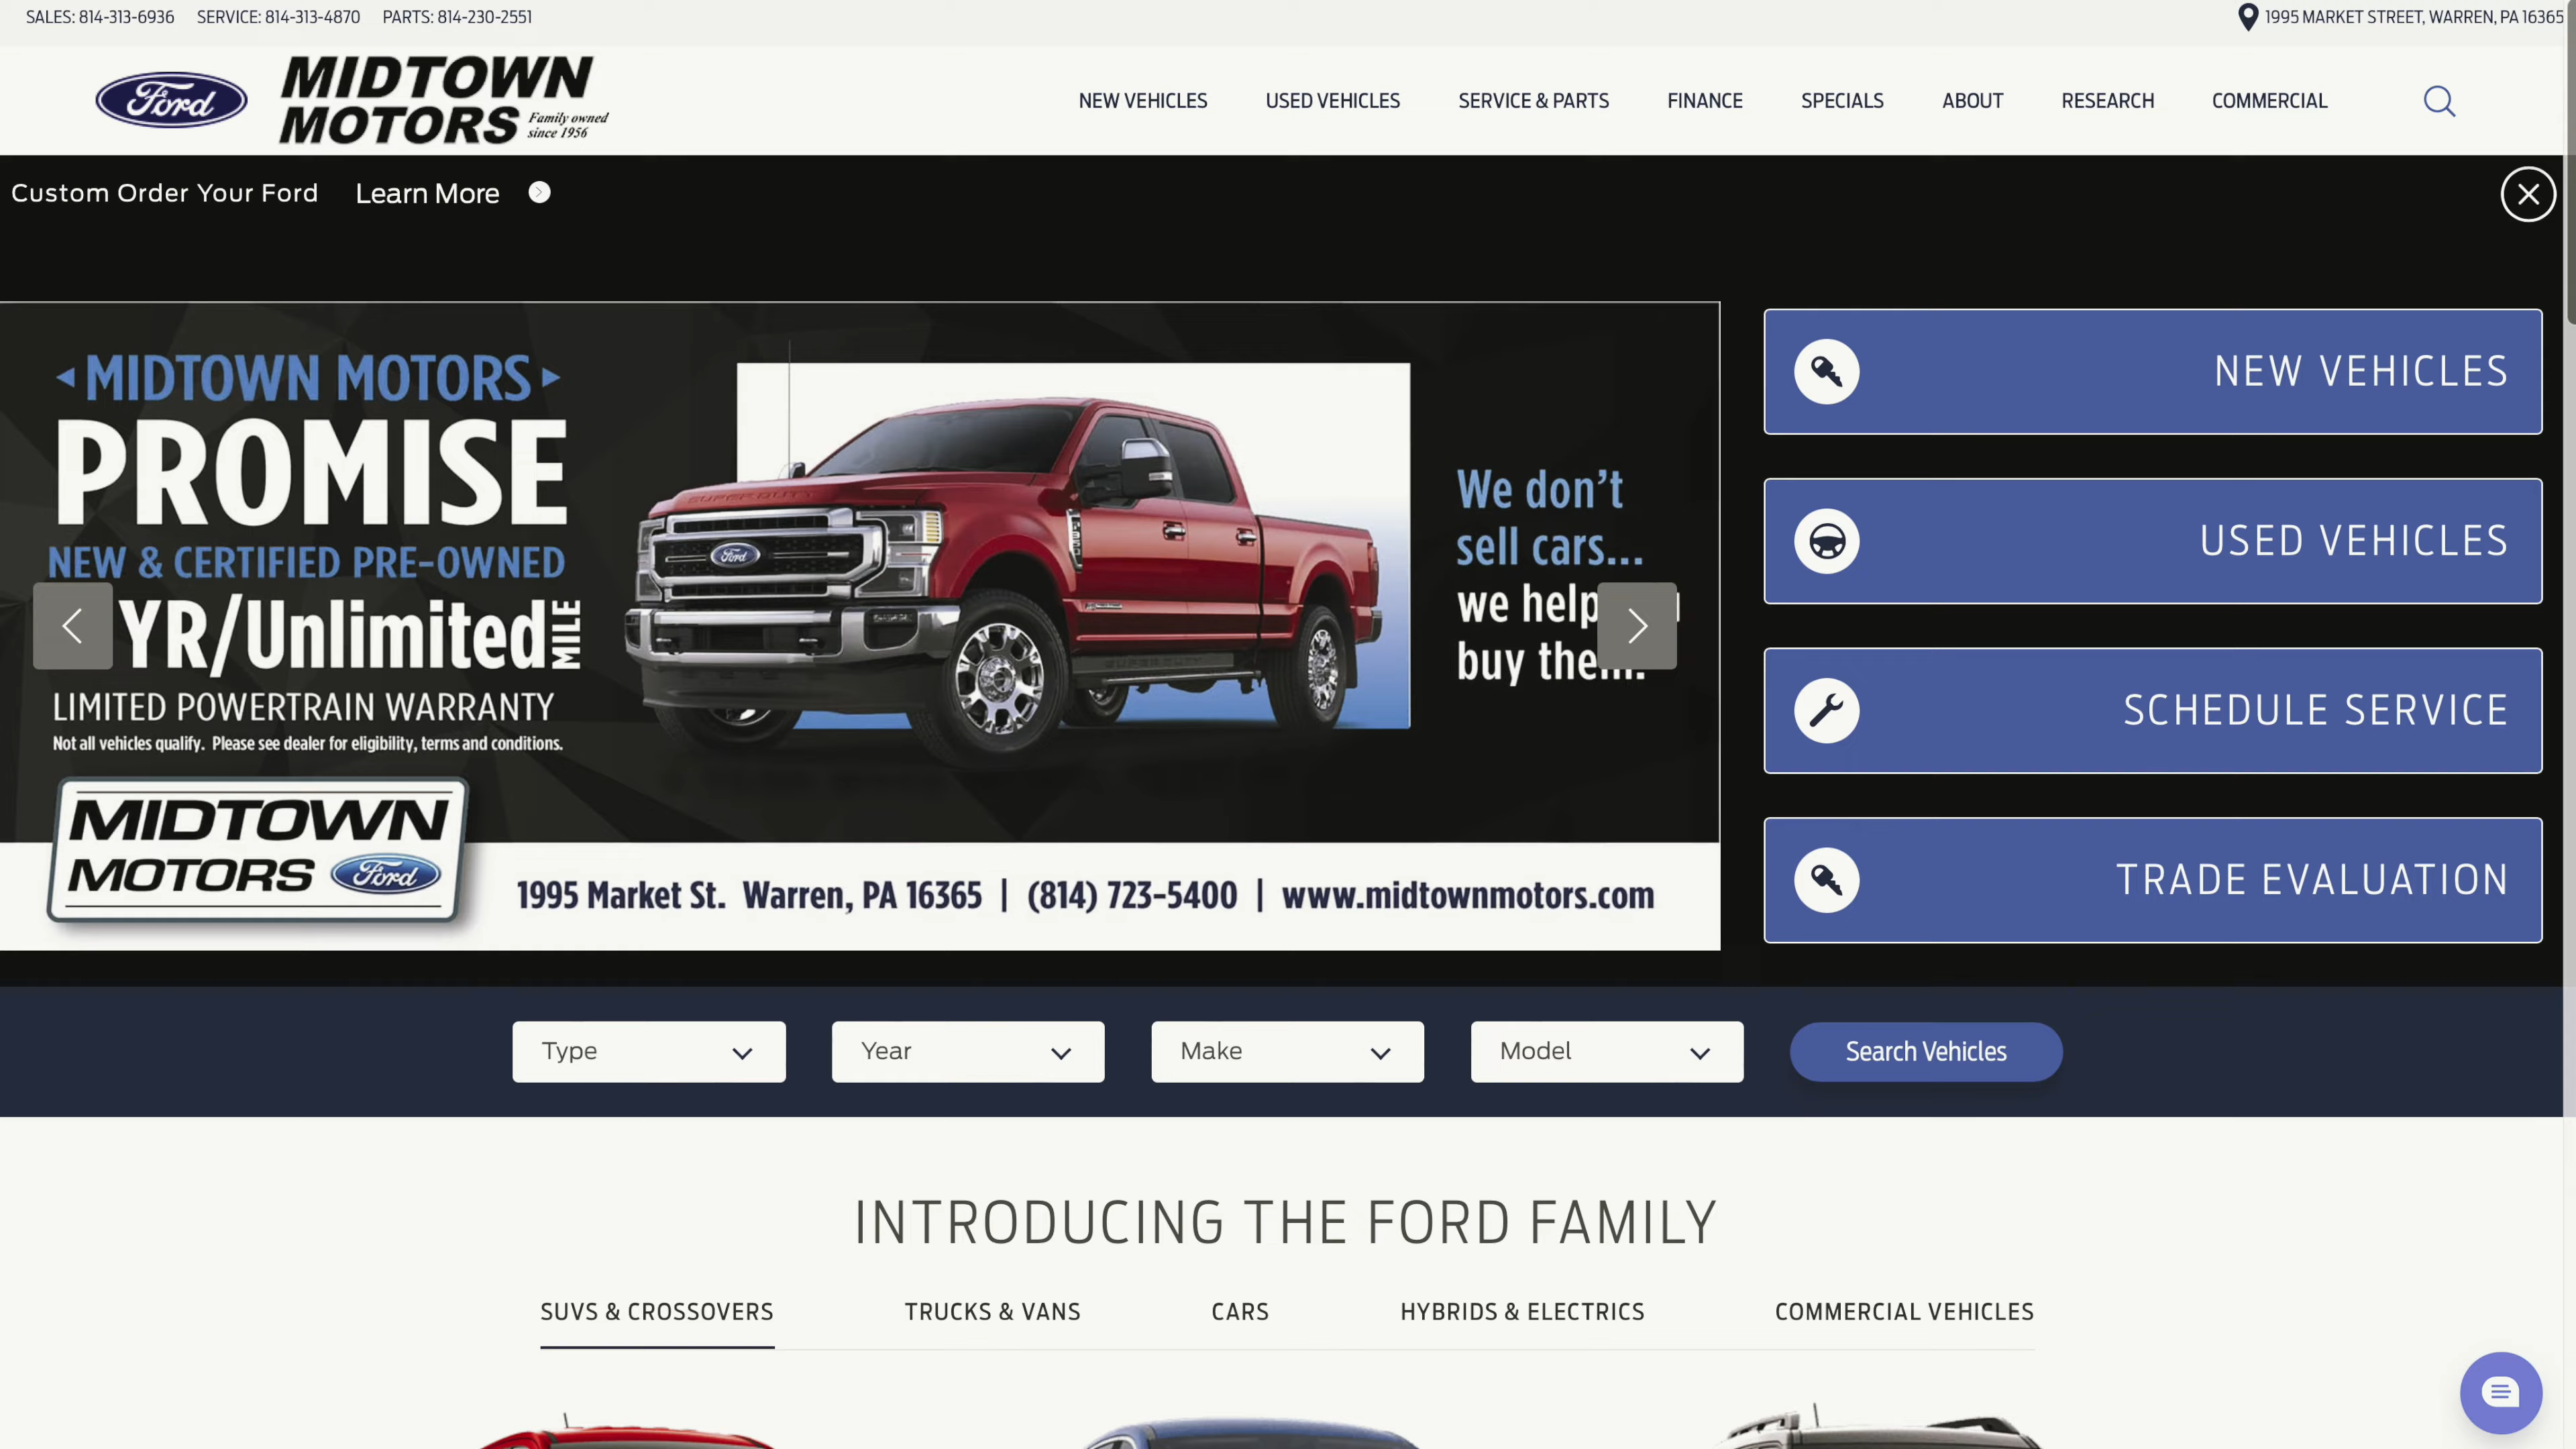 SALES: 814-313-6936 SERVICE: 814-313-4870 PARTS: 814-230-2551
1995 MARKET STREET, WARREN, PA 16365
Ford
MIDTOWN
MOTORS
Family owned
since 1956
NEW VEHICLES USED VEHICLES SERVICE & PARTS FINANCE SPECIALS ABOUT RESEARCH COMMERCIAL
Custom Order Your Ford Learn More
MIDTOWN MOTORS
PROMISE
NEW & CERTIFIED PRE-OWNED
YR/Unlimited MILE
LIMITED POWERTRAIN WARRANTY
Not all vehicles qualify. Please see dealer for eligibility, terms and conditions.
SUPER DUTY
Ford
We don't
sell cars...
we help
buy
MIDTOWN
MOTORS Ford
1995 Market St. Warren, PA 16365 | (814) 723-5400 | www.midtownmotors.com
NEW VEHICLES
USED VEHICLES
SCHEDULE SERVICE
TRADE EVALUATION
Type Year Make Model Search Vehicles
INTRODUCING THE FORD FAMILY
SUVS & CROSSOVERS TRUCKS & VANS CARS HYBRIDS & ELECTRICS COMMERCIAL VEHICLES